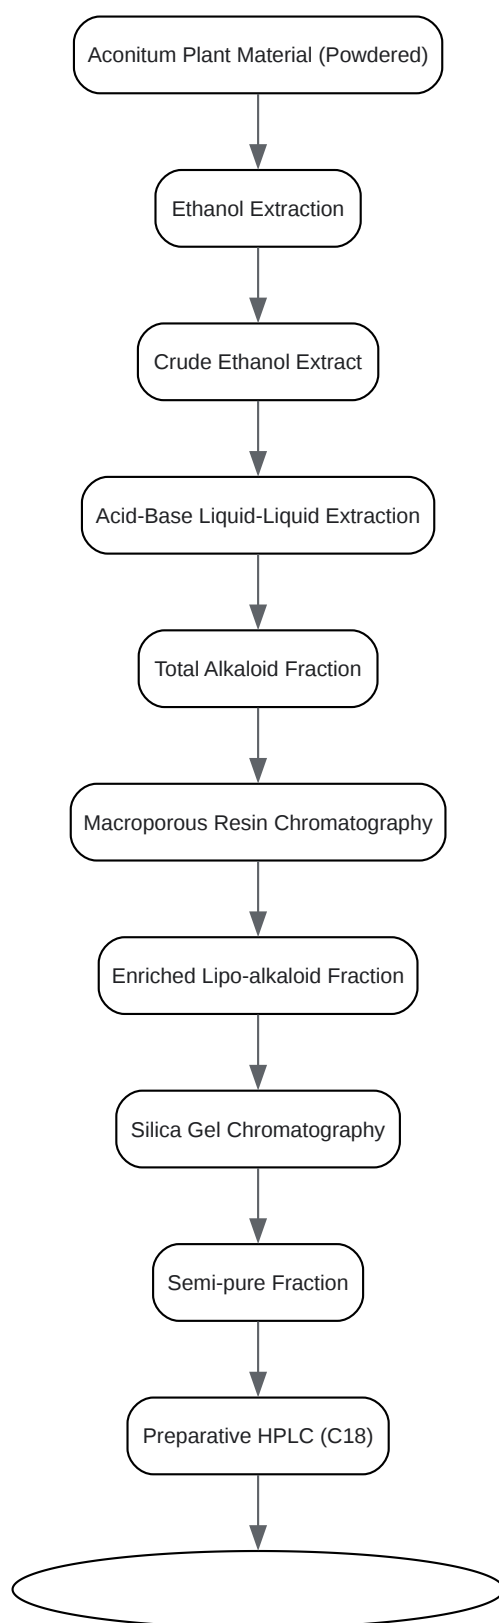 Aconitum Plant Material (Powdered)
Ethanol Extraction
Crude Ethanol Extract
Acid-Base Liquid-Liquid Extraction
Total Alkaloid Fraction
Macroporous Resin Chromatography
Enriched Lipo-alkaloid Fraction
Silica Gel Chromatography
Semi-pure Fraction
Preparative HPLC (C18)